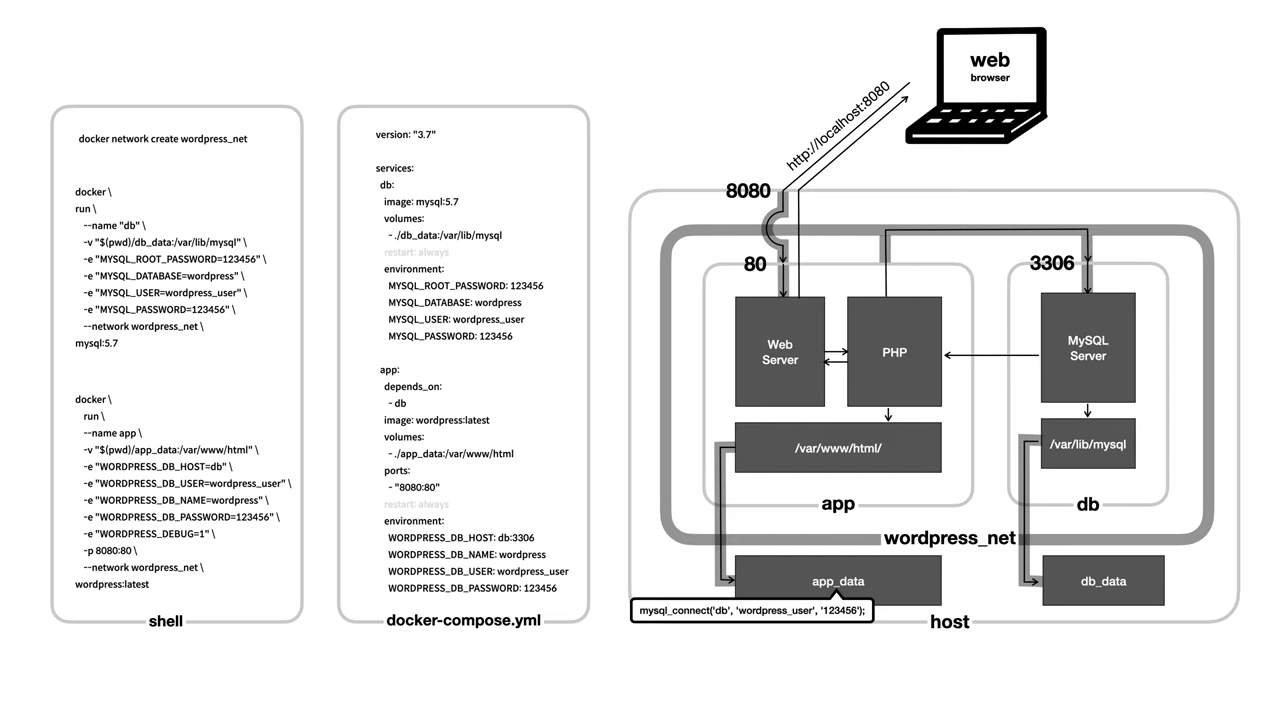 docker network create wordpress_net
docker \
run \
--name "db" \
-v "$(pwd)/db_data:/var/lib/mysql" \
-e "MYSQL_ROOT_PASSWORD=123456" \
-e "MYSQL_DATABASE=wordpress" \
-e "MYSQL_USER=wordpress_user" \
-e "MYSQL_PASSWORD=123456" \
--network wordpress_net \
mysql:5.7
docker \
run \
--name app \
-v "$(pwd)/app_data:/var/www/html" \
-e "WORDPRESS_DB_HOST=db" \
-e "WORDPRESS_DB_USER=wordpress_user" \
-e "WORDPRESS_DB_NAME=wordpress" \
-e "WORDPRESS_DB_PASSWORD=123456" \
-e "WORDPRESS_DEBUG=1" \
-p 8080:80 \
--network wordpress_net \
wordpress:latest
shell
version: "3.7"
services:
db:
image: mysql:5.7
volumes:
- ./db_data:/var/lib/mysql
restart: always
environment:
MYSQL_ROOT_PASSWORD: 123456
MYSQL_DATABASE: wordpress
MYSQL_USER: wordpress_user
MYSQL_PASSWORD: 123456
app:
depends_on:
- db
image: wordpress:latest
volumes:
- ./app_data:/var/www/html
ports:
- "8080:80"
restart: always
environment:
WORDPRESS_DB_HOST: db:3306
WORDPRESS_DB_NAME: wordpress
WORDPRESS_DB_USER: wordpress_user
WORDPRESS_DB_PASSWORD: 123456
docker-compose.yml
web
browser
http://localhost:8080
8080
80
3306
Web
Server
PHP
MySQL
Server
/var/www/html/
/var/lib/mysql
app
db
wordpress_net
app_data
db_data
mysql_connect('db', 'wordpress_user', '123456');
host